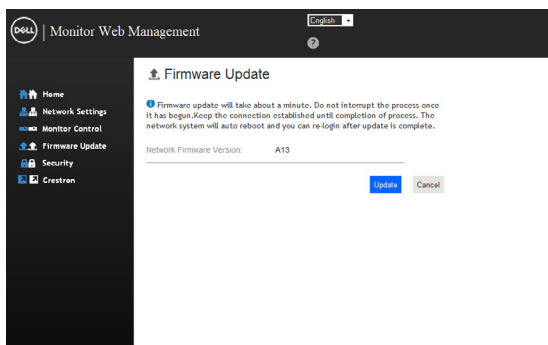 DELL | Monitor Web Management
English
?
Home
Network Settings
Monitor Control
Firmware Update
Security
Crestron
Firmware Update
Firmware update will take about a minute. Do not interrupt the process once
it has begun.Keep the connection established until completion of process. The
network system will auto reboot and you can re-login after update is complete.
Network Firmware Version: A13
Update Cancel